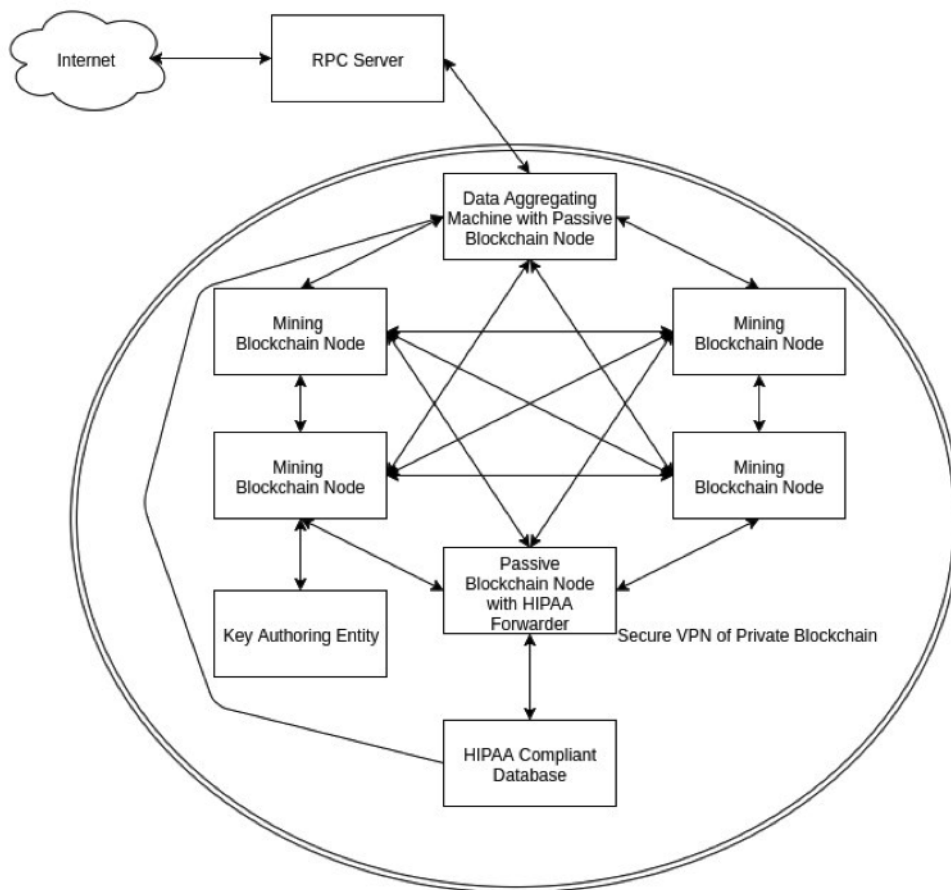 Internet
RPC Server
Data Aggregating
Machine with Passive
Blockchain Node
Mining
Blockchain Node
Mining
Blockchain Node
Mining
Blockchain Node
Mining
Blockchain Node
Passive
Blockchain Node
with HIPAA
Forwarder
Key Authoring Entity
Secure VPN of Private Blockchain
HIPAA Compliant
Database